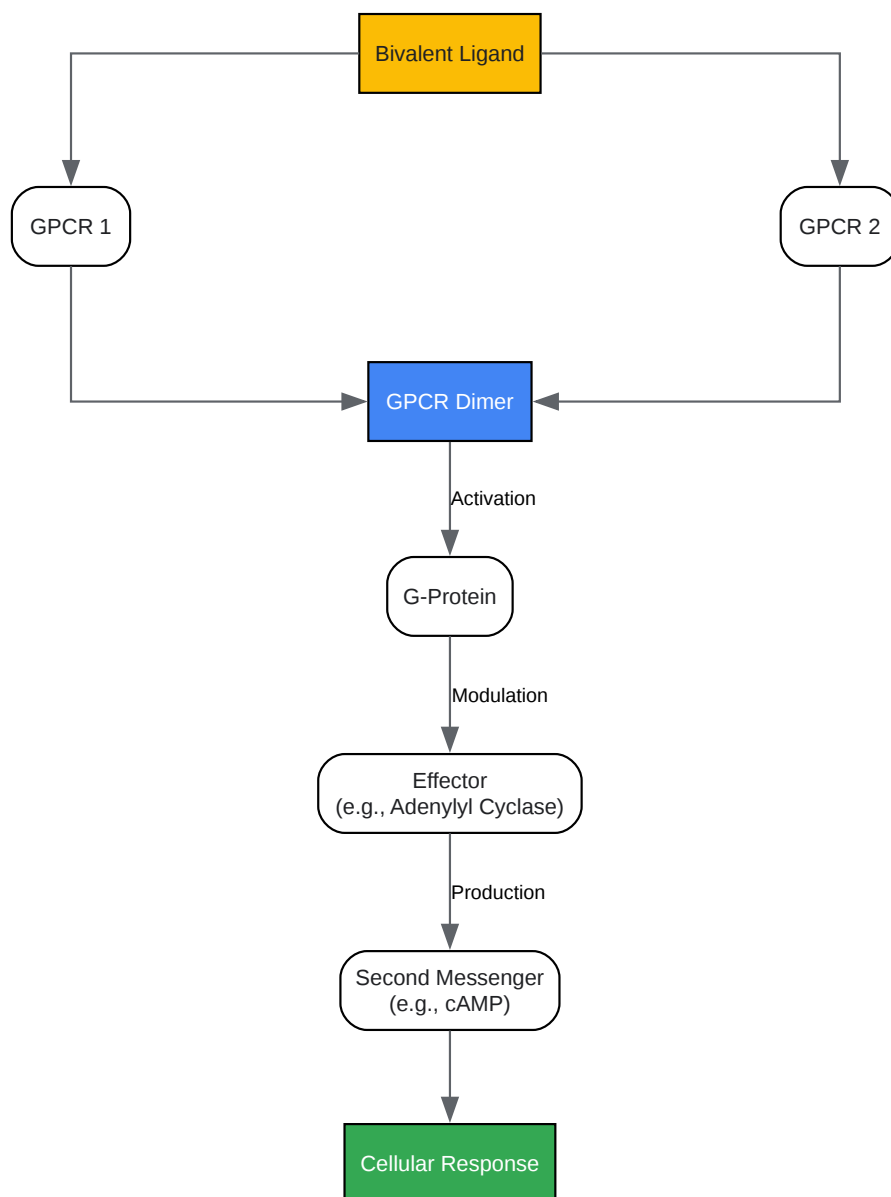 Bivalent Ligand
GPCR 1
GPCR 2
GPCR Dimer
Activation
G-Protein
Modulation
Effector
(e.g., Adenylyl Cyclase)
Production
Second Messenger
(e.g., cAMP)
Cellular Response